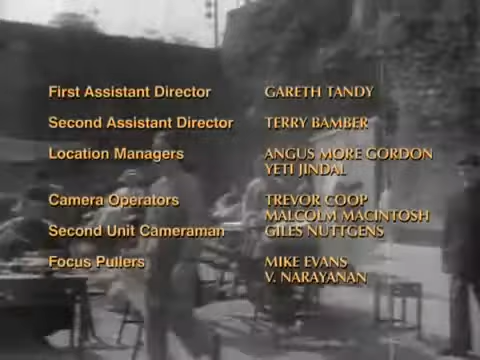 First Assistant Director GARETH TANDY
Second Assistant Director TERRY BAMBER
Location Managers ANGUS MORE GORDON
YETI JINDAL
Camera Operators TREVOR COOP
MALCOLM MACINTOSH
Second Unit Cameraman GILES NUTTGENS
Focus Pullers MIKE EVANS
V. NARAYANAN